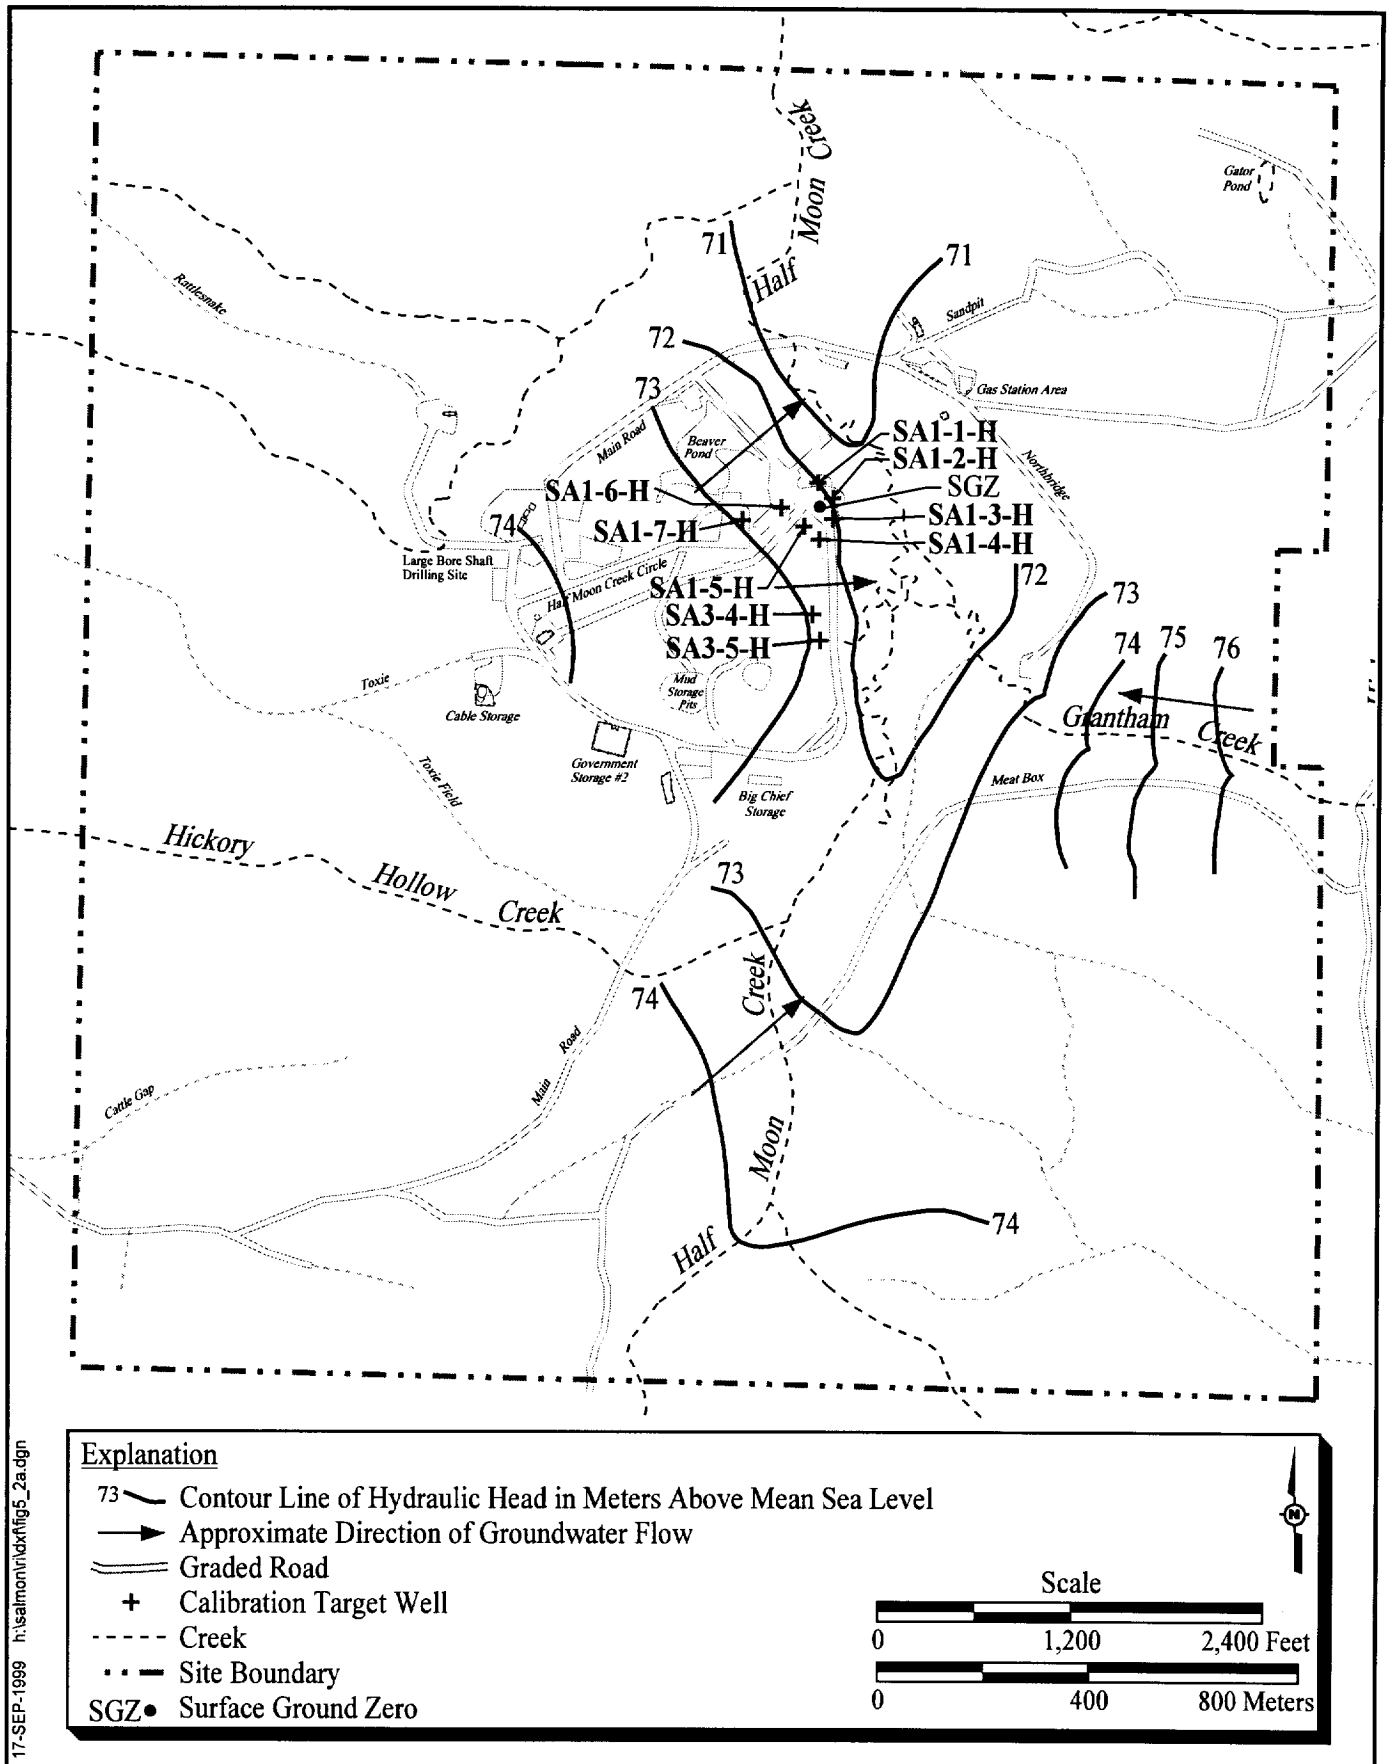 Half Moon Creek
Gator
Pond
71
71
Rattlesnake
Sandpit
72
73
Gas Station Area
Main Road
Beaver
Pond
SA1-1-H
SA1-2-H
Northbridge
SGZ
SA1-6-H
SA1-3-H
74
SA1-7-H
SA1-4-H
Large Bore Shaft
Drilling Site
Half Moon Creek Circle
SA1-5-H
72
73
SA3-4-H
SA3-5-H
74
75
76
Toxie
Mud
Storage
Pits
Cable Storage
Grantham Creek
Government
Storage #2
Toxie Field
Meat Box
Big Chief
Storage
Hickory Hollow Creek
73
74
Main Road
Cattle Gap
Half Moon Creek
74
Explanation
73 Contour Line of Hydraulic Head in Meters Above Mean Sea Level
Approximate Direction of Groundwater Flow
Graded Road
Calibration Target Well
Creek
Site Boundary
SGZ Surface Ground Zero
N
Scale
0 1,200 2,400 Feet
0 400 800 Meters
17-SEP-1999 h:\salmon\ri\dxf\fig5_2a.dgn